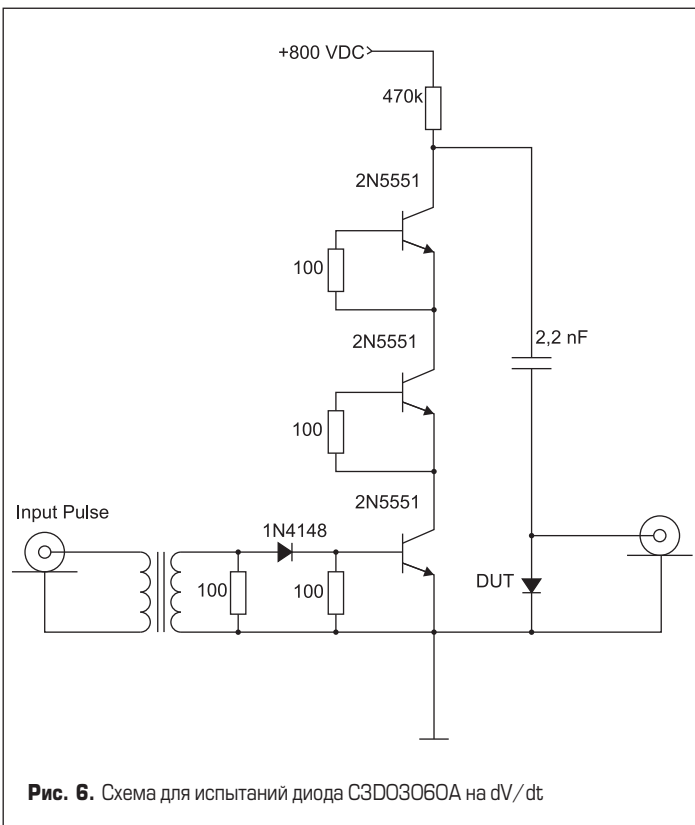 +800 VDC
470k
2N5551
100
2N5551
2,2 nF
100
2N5551
Input Pulse
1N4148
100
100
DUT
Рис. 6. Схема для испытаний диода C3D03060A на dV/dt